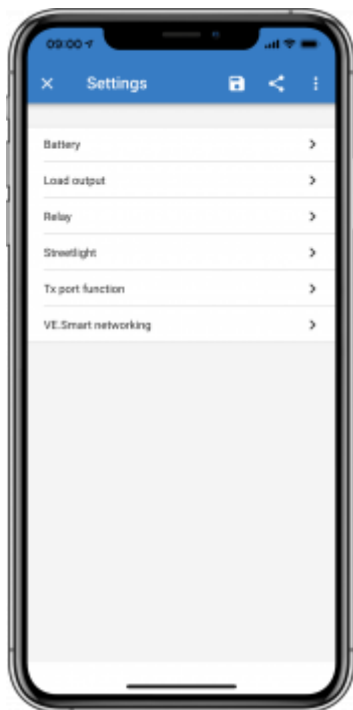 09:00
Settings
Battery
Load output
Relay
Streetlight
Tx port function
VE.Smart networking